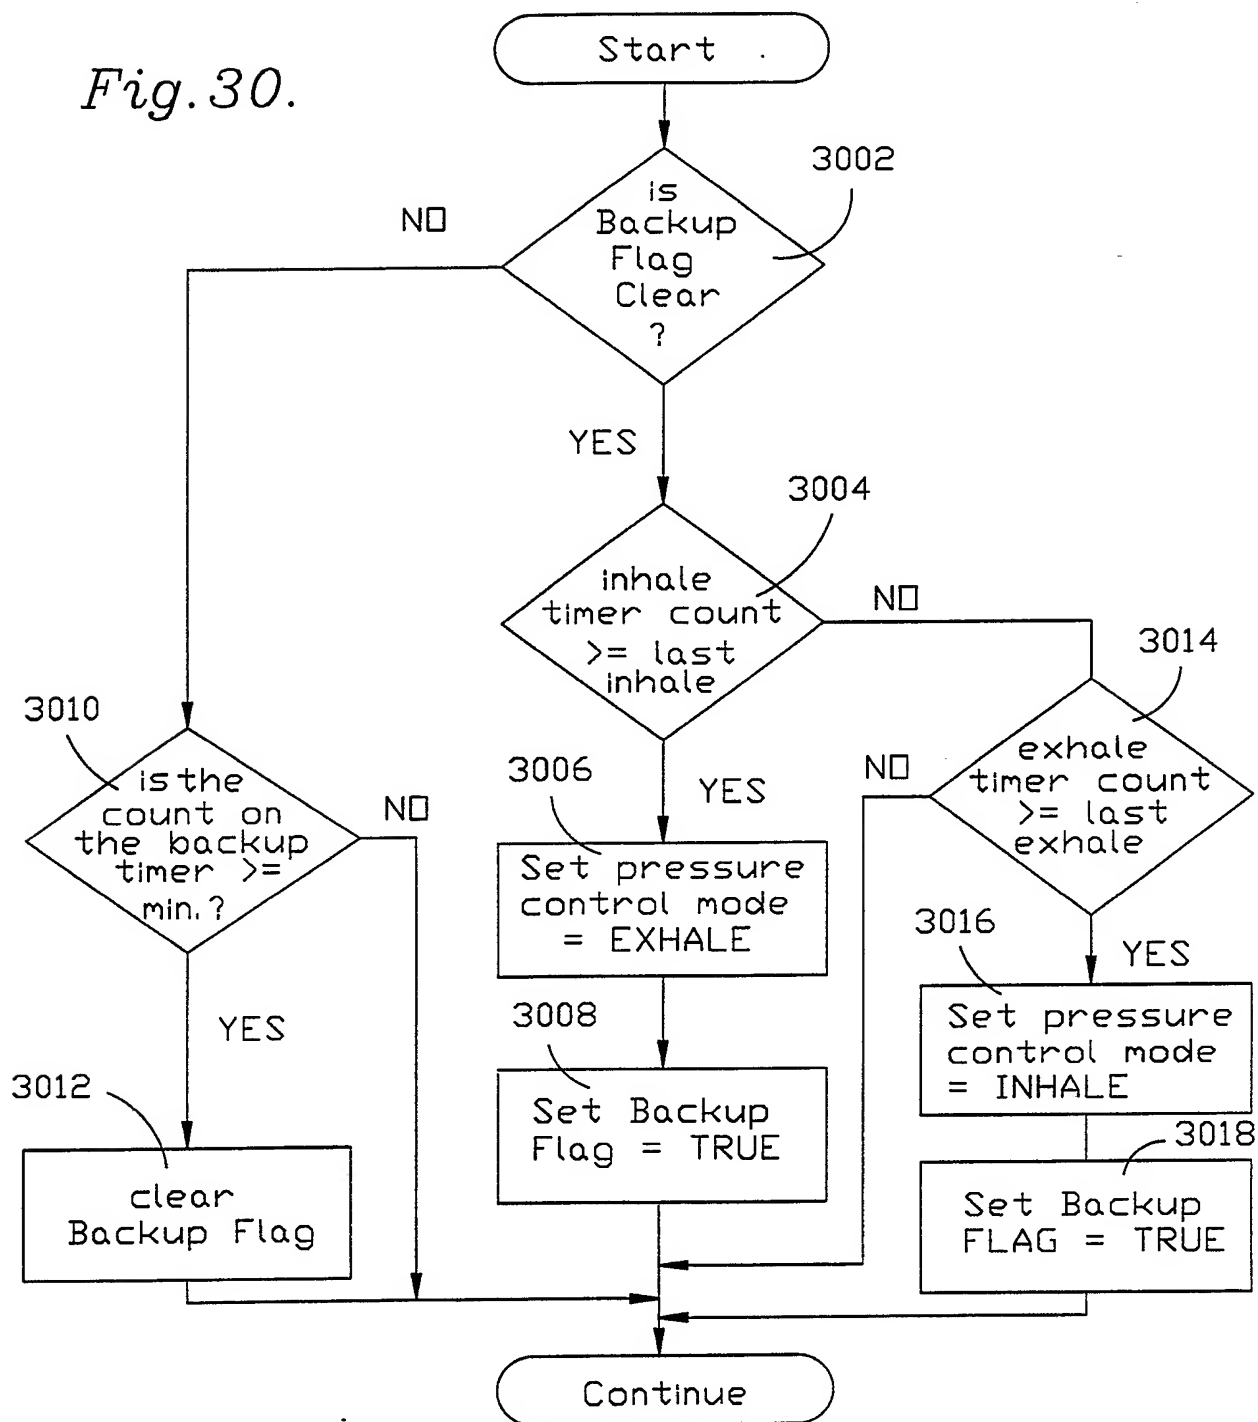 Fig. 30.
Start
3002
is
Backup
Flag
Clear
?
NO
YES
3004
inhale
timer count
>= last
inhale
NO
3014
exhale
timer count
>= last
exhale
NO
YES
3010
is the
count on
the backup
timer >=
min. ?
NO
YES
3006
Set pressure
control mode
= EXHALE
YES
3016
Set pressure
control mode
= INHALE
3008
Set Backup
Flag = TRUE
3012
clear
Backup Flag
3018
Set Backup
FLAG = TRUE
Continue